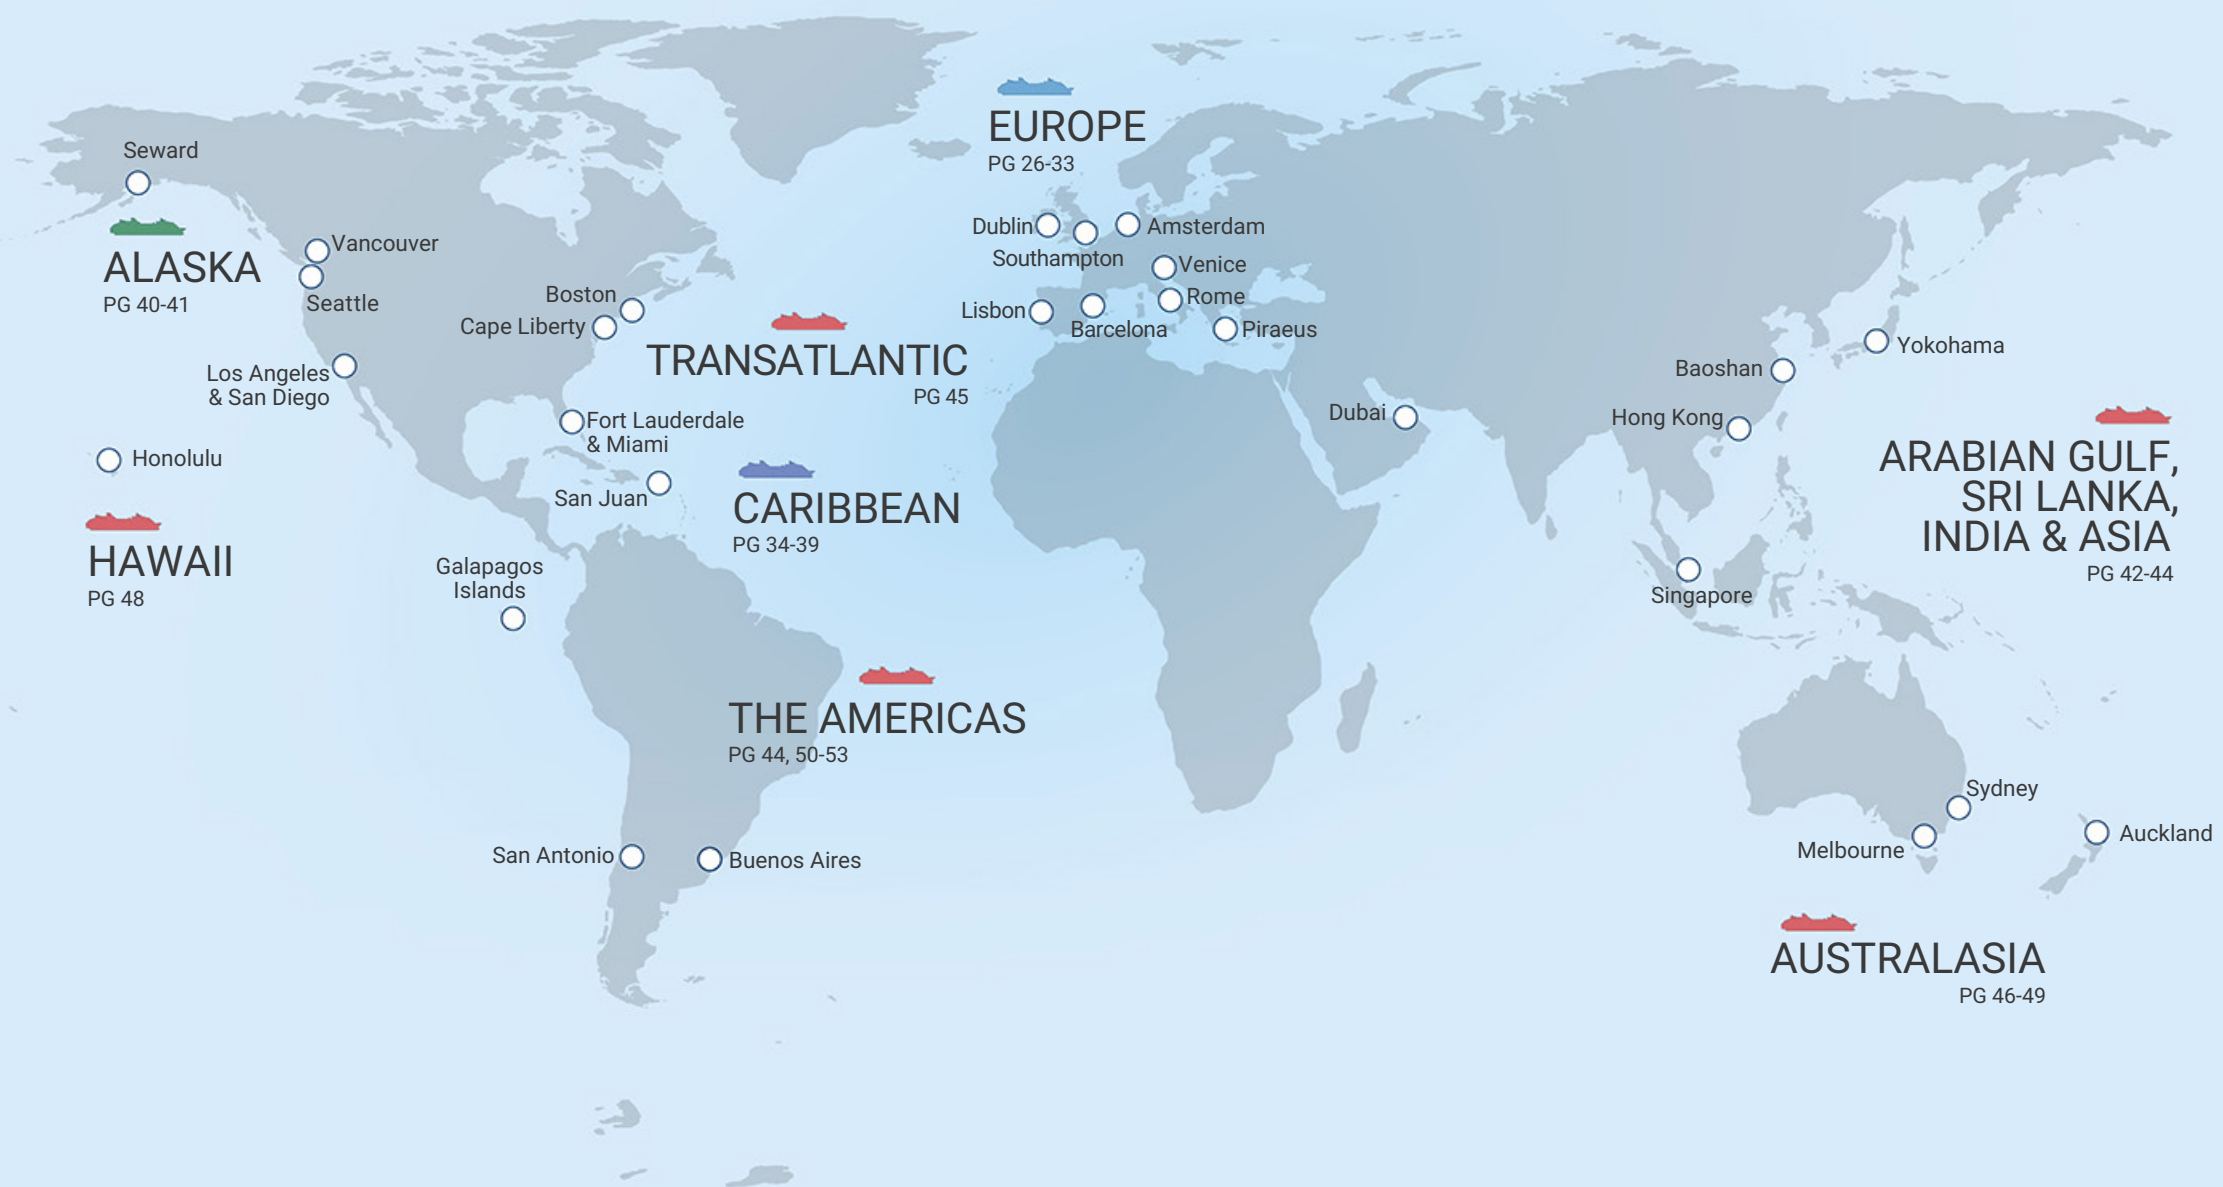 EUROPE
PG 26-33
Seward
ALASKA
PG 40-41
Vancouver
Seattle
Boston
Cape Liberty
Los Angeles
& San Diego
Honolulu
HAWAII
PG 48
Fort Lauderdale
& Miami
San Juan
Galapagos
Islands
TRANSATLANTIC
PG 45
CARIBBEAN
PG 34-39
THE AMERICAS
PG 44, 50-53
San Antonio
Buenos Aires
Dublin
Southampton
Amsterdam
Venice
Rome
Lisbon
Barcelona
Piraeus
Dubai
Baoshan
Hong Kong
Yokohama
Singapore
ARABIAN GULF,
SRI LANKA,
INDIA & ASIA
PG 42-44
Sydney
Melbourne
Auckland
AUSTRALASIA
PG 46-49